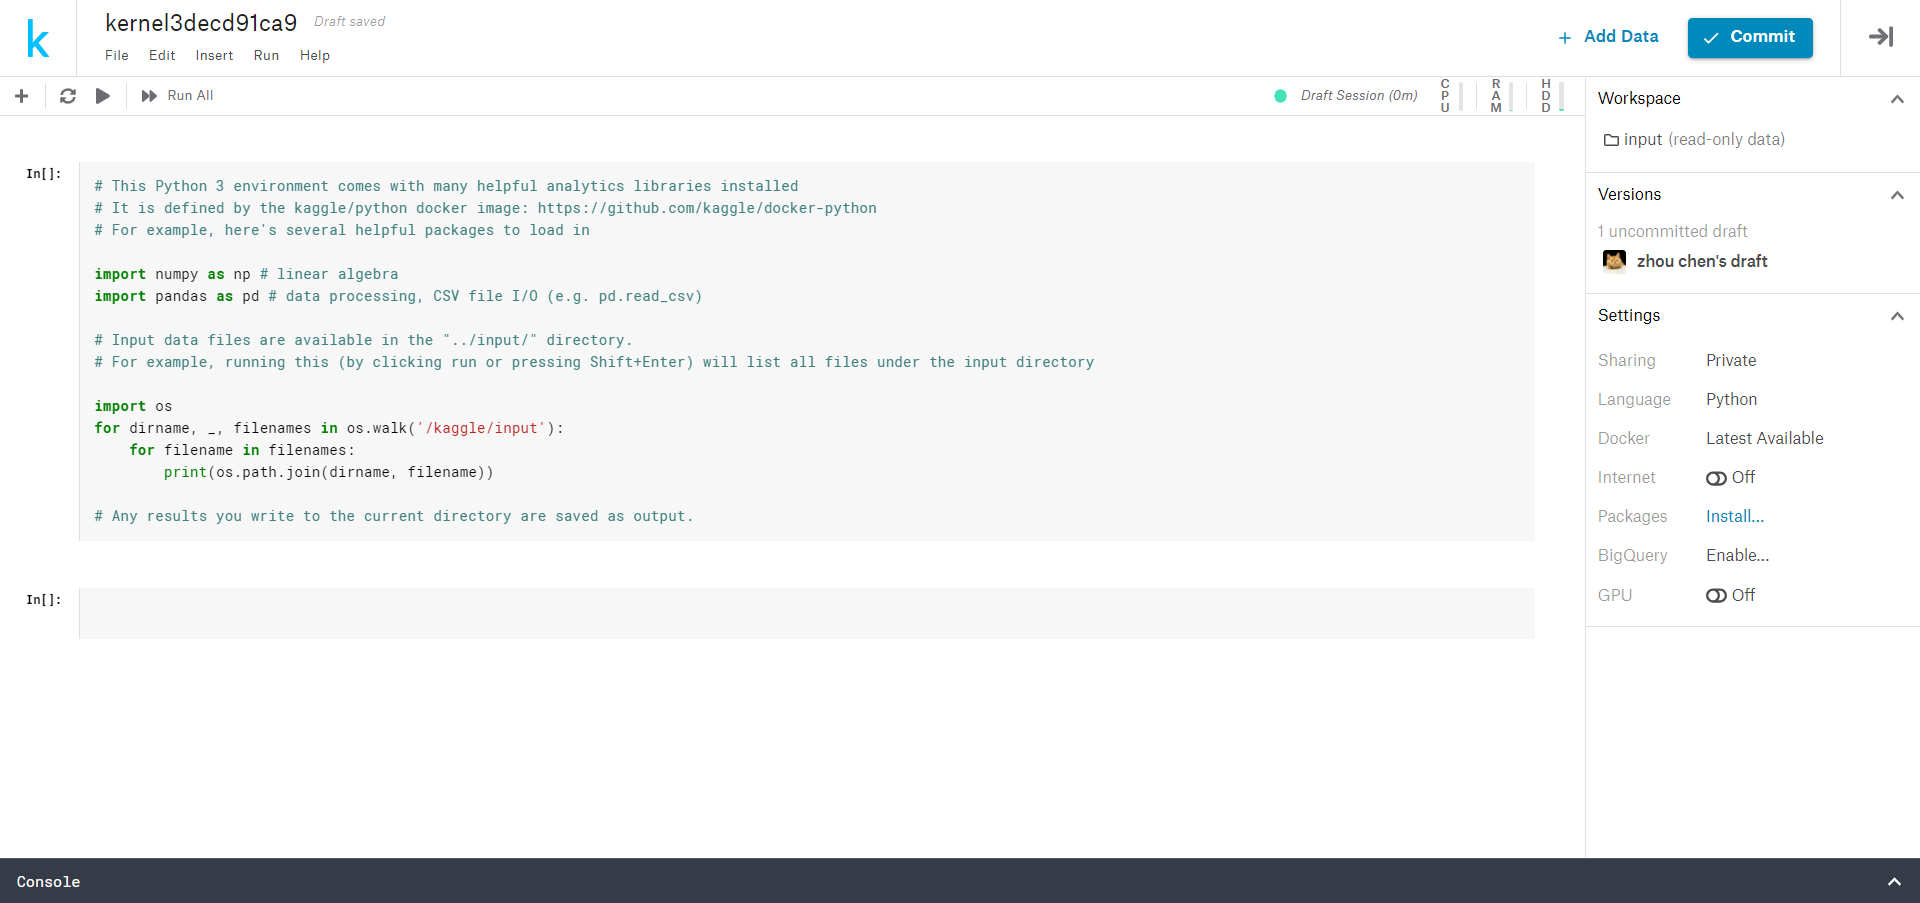 k
kernel3decd91ca9 Draft saved
File Edit Insert Run Help
+ Add Data
Commit
Run All
Draft Session (0m)
CPU
RAM
HDD
In[]:
# This Python 3 environment comes with many helpful analytics libraries installed
# It is defined by the kaggle/python docker image: https://github.com/kaggle/docker-python
# For example, here's several helpful packages to load in
import numpy as np # linear algebra
import pandas as pd # data processing, CSV file I/O (e.g. pd.read_csv)
# Input data files are available in the "../input/" directory.
# For example, running this (by clicking run or pressing Shift+Enter) will list all files under the input directory
import os
for dirname, _, filenames in os.walk('/kaggle/input'):
    for filename in filenames:
        print(os.path.join(dirname, filename))
# Any results you write to the current directory are saved as output.
In[]:
Workspace
input (read-only data)
Versions
1 uncommitted draft
zhou chen's draft
Settings
Sharing Private
Language Python
Docker Latest Available
Internet Off
Packages Install...
BigQuery Enable...
GPU Off
Console